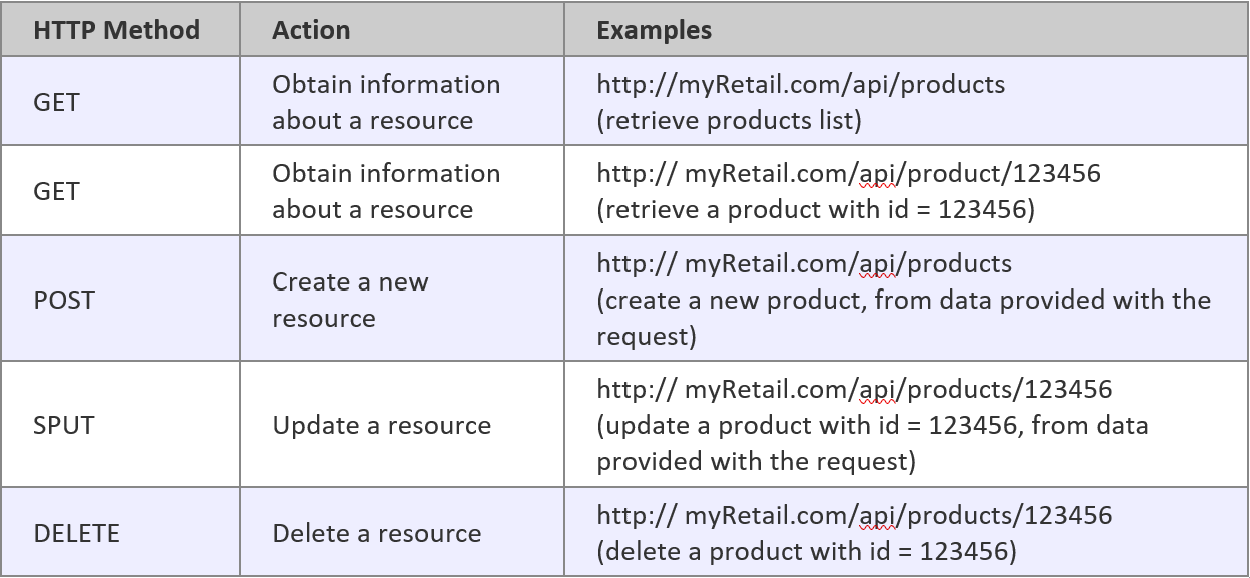 HTTP Method Action Examples
GET
Obtain information
about a resource
http://myRetail.com/api/products
(retrieve products list)
GET
Obtain information
about a resource
http:// myRetail.com/api/product/123456
(retrieve a product with id = 123456)
POST
Create a new
resource
http:// myRetail.com/api/products
(create a new product, from data provided with the
request)
SPUT
Update a resource
http:// myRetail.com/api/products/123456
(update a product with id = 123456, from data
provided with the request)
DELETE
Delete a resource
http:// myRetail.com/api/products/123456
(delete a product with id = 123456)